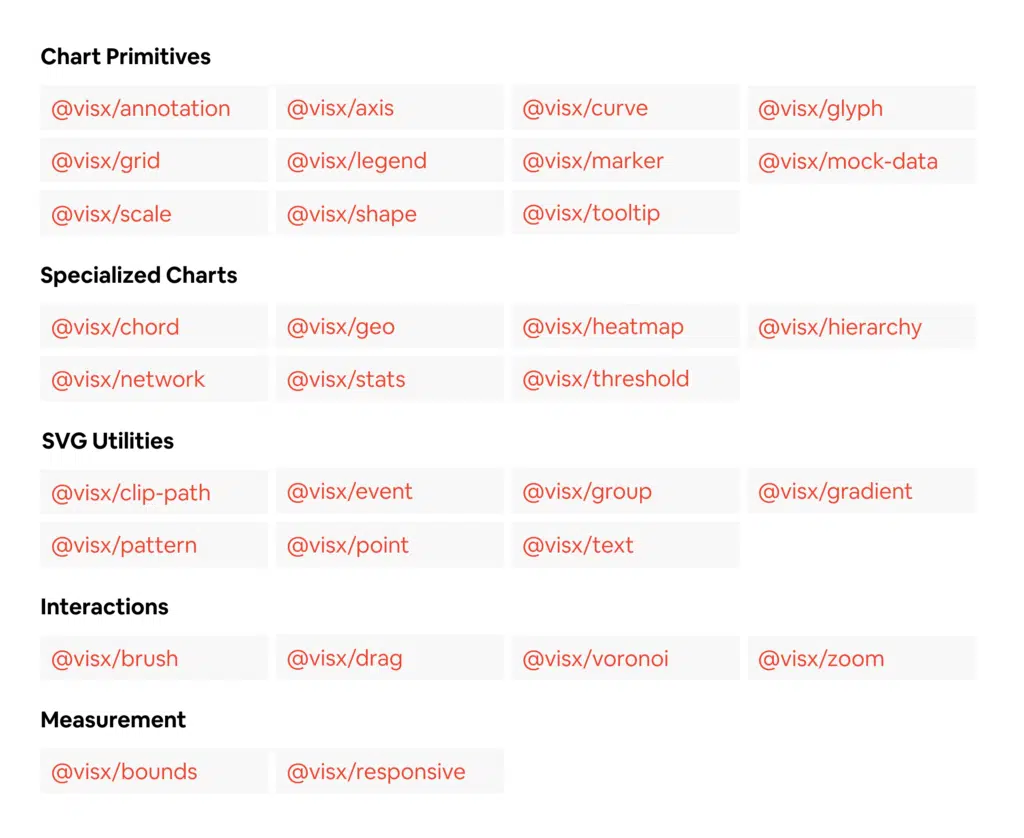 Chart Primitives
@visx/annotation @visx/axis @visx/curve @visx/glyph
@visx/grid @visx/legend @visx/marker @visx/mock-data
@visx/scale @visx/shape @visx/tooltip
Specialized Charts
@visx/chord @visx/geo @visx/heatmap @visx/hierarchy
@visx/network @visx/stats @visx/threshold
SVG Utilities
@visx/clip-path @visx/event @visx/group @visx/gradient
@visx/pattern @visx/point @visx/text
Interactions
@visx/brush @visx/drag @visx/voronoi @visx/zoom
Measurement
@visx/bounds @visx/responsive